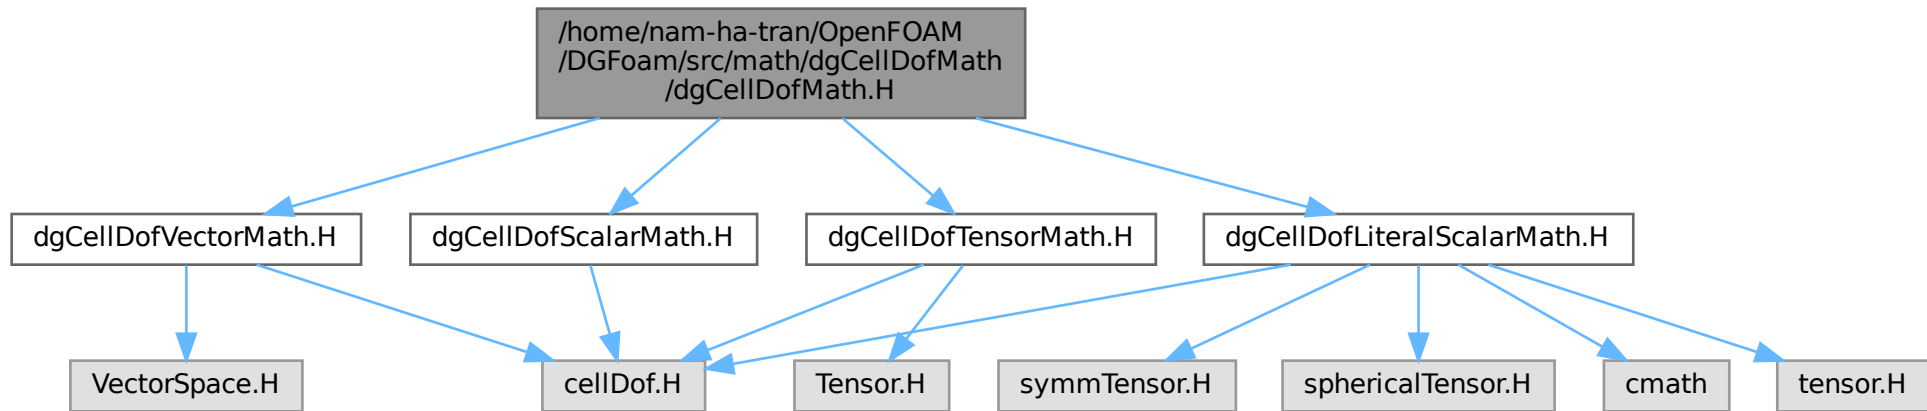 /home/nam-ha-tran/OpenFOAM
/DGFoam/src/math/dgCellDofMath
/dgCellDofMath.H
dgCellDofVectorMath.H
dgCellDofScalarMath.H
dgCellDofTensorMath.H
dgCellDofLiteralScalarMath.H
VectorSpace.H
cellDof.H
Tensor.H
symmTensor.H
sphericalTensor.H
cmath
tensor.H